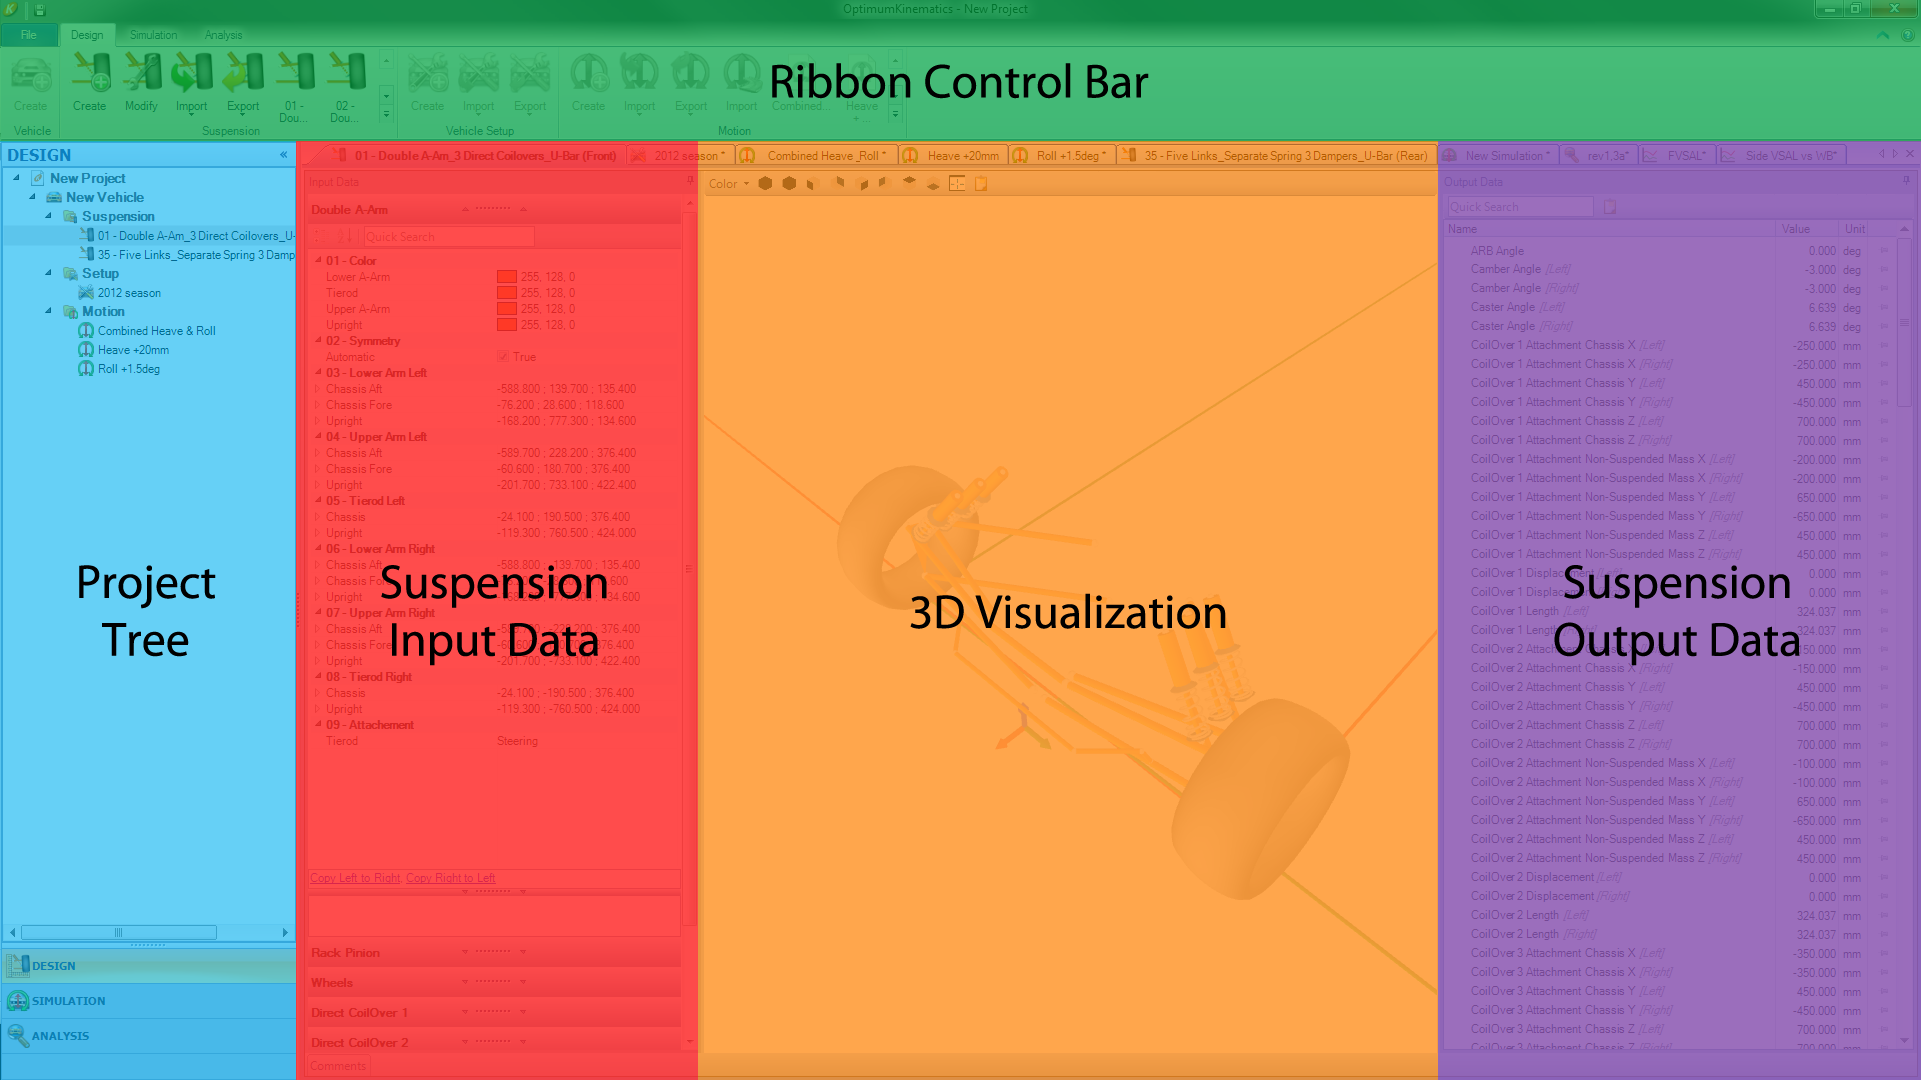 OptimumKinematics - New Project
File Design Simulation Analysis
Create Create Modify Import Export 01 - Dou... 02 - Dou... Create Import Export Create Import Export Import Combined... Heave + ...
Vehicle Suspension Vehicle Setup Motion
Ribbon Control Bar
DESIGN «
New Project
New Vehicle
Suspension
01 - Double A-Am_3 Direct Coilovers_U-
35 - Five Links_Separate Spring 3 Damp
Setup
2012 season
Motion
Combined Heave & Roll
Heave +20mm
Roll +1.5deg
Project
Tree
DESIGN
SIMULATION
ANALYSIS
01 - Double A-Am_3 Direct Coilovers_U-Bar (Front) 2012 season * Combined Heave _Roll * Heave +20mm Roll +1.5deg * 35 - Five Links_Separate Spring 3 Dampers_U-Bar (Rear) New Simulation * rev1.3a* FVSAL* Side VSAL vs WB*
Input Data
Double A-Arm
Quick Search
01 - Color
Lower A-Arm 255, 128, 0
Tierod 255, 128, 0
Upper A-Arm 255, 128, 0
Upright 255, 128, 0
02 - Symmetry
Automatic True
03 - Lower Arm Left
Chassis Aft -588.800 ; 139.700 ; 135.400
Chassis Fore -76.200 ; 28.600 ; 118.600
Upright -168.200 ; 777.300 ; 134.600
04 - Upper Arm Left
Chassis Aft -589.700 ; 228.200 ; 376.400
Chassis Fore -60.600 ; 180.700 ; 376.400
Upright -201.700 ; 733.100 ; 422.400
05 - Tierod Left
Chassis -24.100 ; 190.500 ; 376.400
Upright -119.300 ; 760.500 ; 424.000
06 - Lower Arm Right
Chassis Aft -588.800 ; -139.700 ; 135.400
Chassis Fore
Upright
07 - Upper Arm Right
Chassis Aft
Chassis Fore
Upright -201.700 ; -733.100 ; 422.400
08 - Tierod Right
Chassis -24.100 ; -190.500 ; 376.400
Upright -119.300 ; -760.500 ; 424.000
09 - Attachement
Tierod Steering
Suspension
Input Data
Copy Left to Right, Copy Right to Left
Rack Pinion
Wheels
Direct CoilOver 1
Direct CoilOver 2
Comments
Color
3D Visualization
Output Data
Quick Search
Name Value Unit
ARB Angle 0.000 deg
Camber Angle [Left] -3.000 deg
Camber Angle [Right] -3.000 deg
Caster Angle [Left] 6.639 deg
Caster Angle [Right] 6.639 deg
CoilOver 1 Attachment Chassis X [Left] -250.000 mm
CoilOver 1 Attachment Chassis X [Right] -250.000 mm
CoilOver 1 Attachment Chassis Y [Left] 450.000 mm
CoilOver 1 Attachment Chassis Y [Right] -450.000 mm
CoilOver 1 Attachment Chassis Z [Left] 700.000 mm
CoilOver 1 Attachment Chassis Z [Right] 700.000 mm
CoilOver 1 Attachment Non-Suspended Mass X [Left] -200.000 mm
CoilOver 1 Attachment Non-Suspended Mass X [Right] -200.000 mm
CoilOver 1 Attachment Non-Suspended Mass Y [Left] 650.000 mm
CoilOver 1 Attachment Non-Suspended Mass Y [Right] -650.000 mm
CoilOver 1 Attachment Non-Suspended Mass Z [Left] 450.000 mm
CoilOver 1 Attachment Non-Suspended Mass Z [Right] 450.000 mm
CoilOver 1 Displacement [Left] 0.000 mm
CoilOver 1 Displacement [Right] 0.000 mm
CoilOver 1 Length [Left] 324.037 mm
CoilOver 1 Length [Right] 324.037 mm
CoilOver 2 Attachment Chassis X [Left] -150.000 mm
CoilOver 2 Attachment Chassis X [Right] -150.000 mm
CoilOver 2 Attachment Chassis Y [Left] 450.000 mm
CoilOver 2 Attachment Chassis Y [Right] -450.000 mm
CoilOver 2 Attachment Chassis Z [Left] 700.000 mm
CoilOver 2 Attachment Chassis Z [Right] 700.000 mm
CoilOver 2 Attachment Non-Suspended Mass X [Left] -100.000 mm
CoilOver 2 Attachment Non-Suspended Mass X [Right] -100.000 mm
CoilOver 2 Attachment Non-Suspended Mass Y [Left] 650.000 mm
CoilOver 2 Attachment Non-Suspended Mass Y [Right] -650.000 mm
CoilOver 2 Attachment Non-Suspended Mass Z [Left] 450.000 mm
CoilOver 2 Attachment Non-Suspended Mass Z [Right] 450.000 mm
CoilOver 2 Displacement [Left] 0.000 mm
CoilOver 2 Displacement [Right] 0.000 mm
CoilOver 2 Length [Left] 324.037 mm
CoilOver 2 Length [Right] 324.037 mm
CoilOver 3 Attachment Chassis X [Left] -350.000 mm
CoilOver 3 Attachment Chassis X [Right] -350.000 mm
CoilOver 3 Attachment Chassis Y [Left] 450.000 mm
CoilOver 3 Attachment Chassis Y [Right] -450.000 mm
CoilOver 3 Attachment Chassis Z [Left] 700.000 mm
CoilOver 3 Attachment Chassis Z [Right] 700.000 mm
Suspension
Output Data